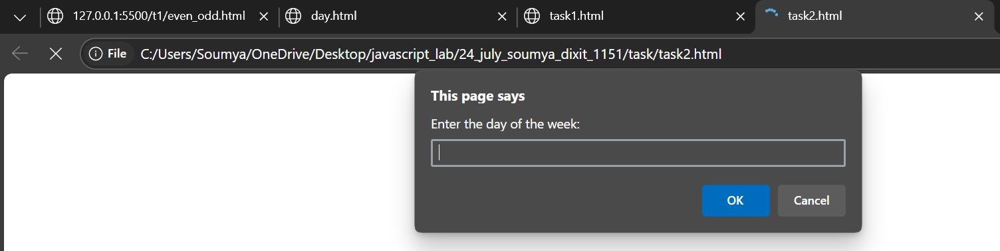 127.0.0.1:5500/t1/even_odd.html
day.html
task1.html
task2.html
File
C:/Users/Soumya/OneDrive/Desktop/javascript_lab/24_july_soumya_dixit_1151/task/task2.html
This page says
Enter the day of the week:
OK
Cancel